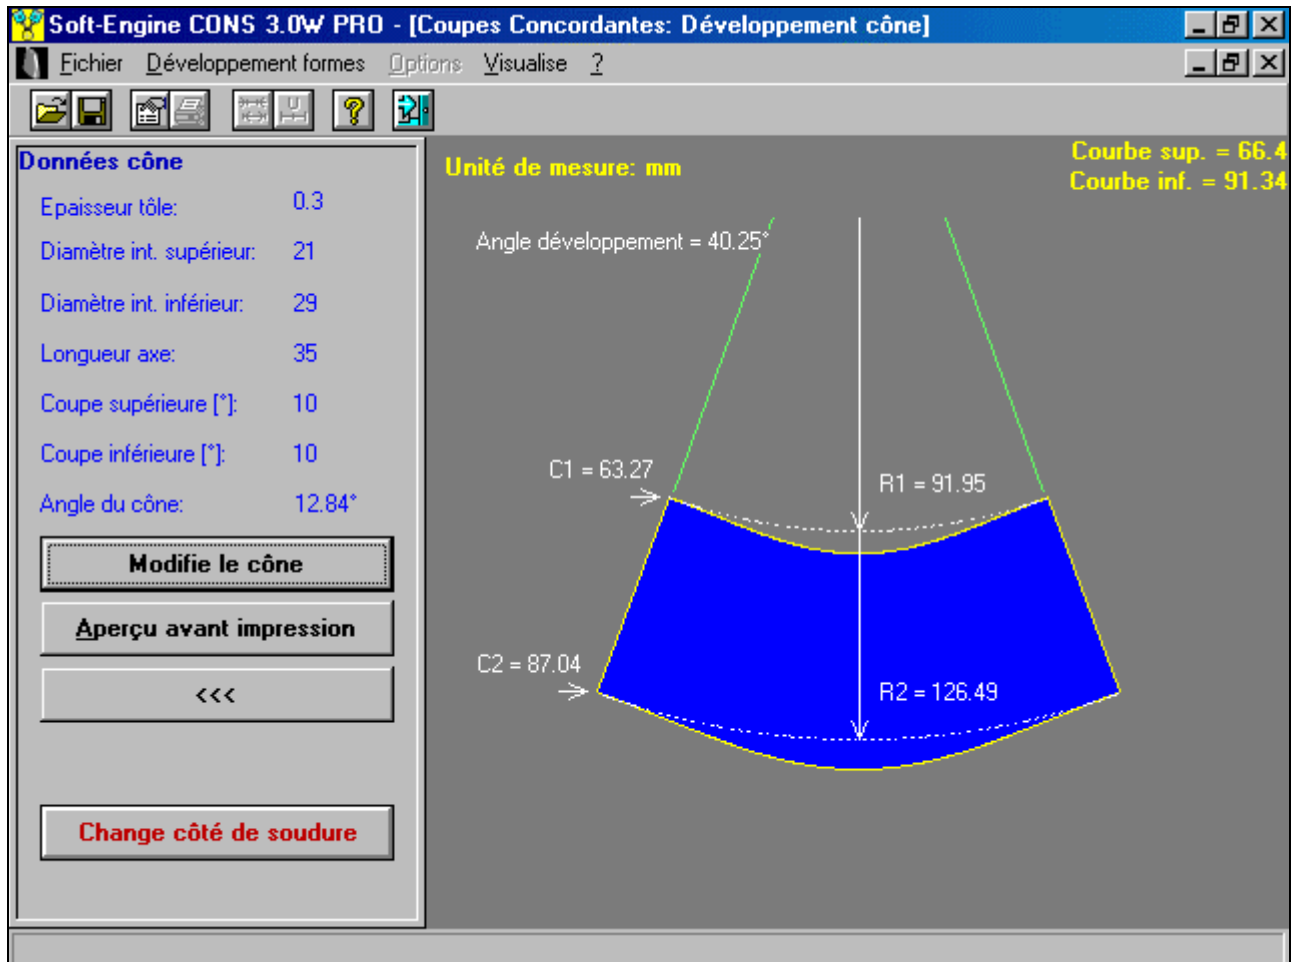 Soft-Engine CONS 3.0W PRO - [Coupes Concordantes: Développement cône]
Fichier Développement formes Options Visualise ?
Données cône
Epaisseur tôle: 0.3
Diamètre int. supérieur: 21
Diamètre int. inférieur: 29
Longueur axe: 35
Coupe supérieure [°]: 10
Coupe inférieure [°]: 10
Angle du cône: 12.84°
Modifie le cône
Aperçu avant impression
<<<
Change côté de soudure
Unité de mesure: mm
Courbe sup. = 66.4
Courbe inf. = 91.34
Angle développement = 40.25°
C1 = 63.27
R1 = 91.95
C2 = 87.04
R2 = 126.49